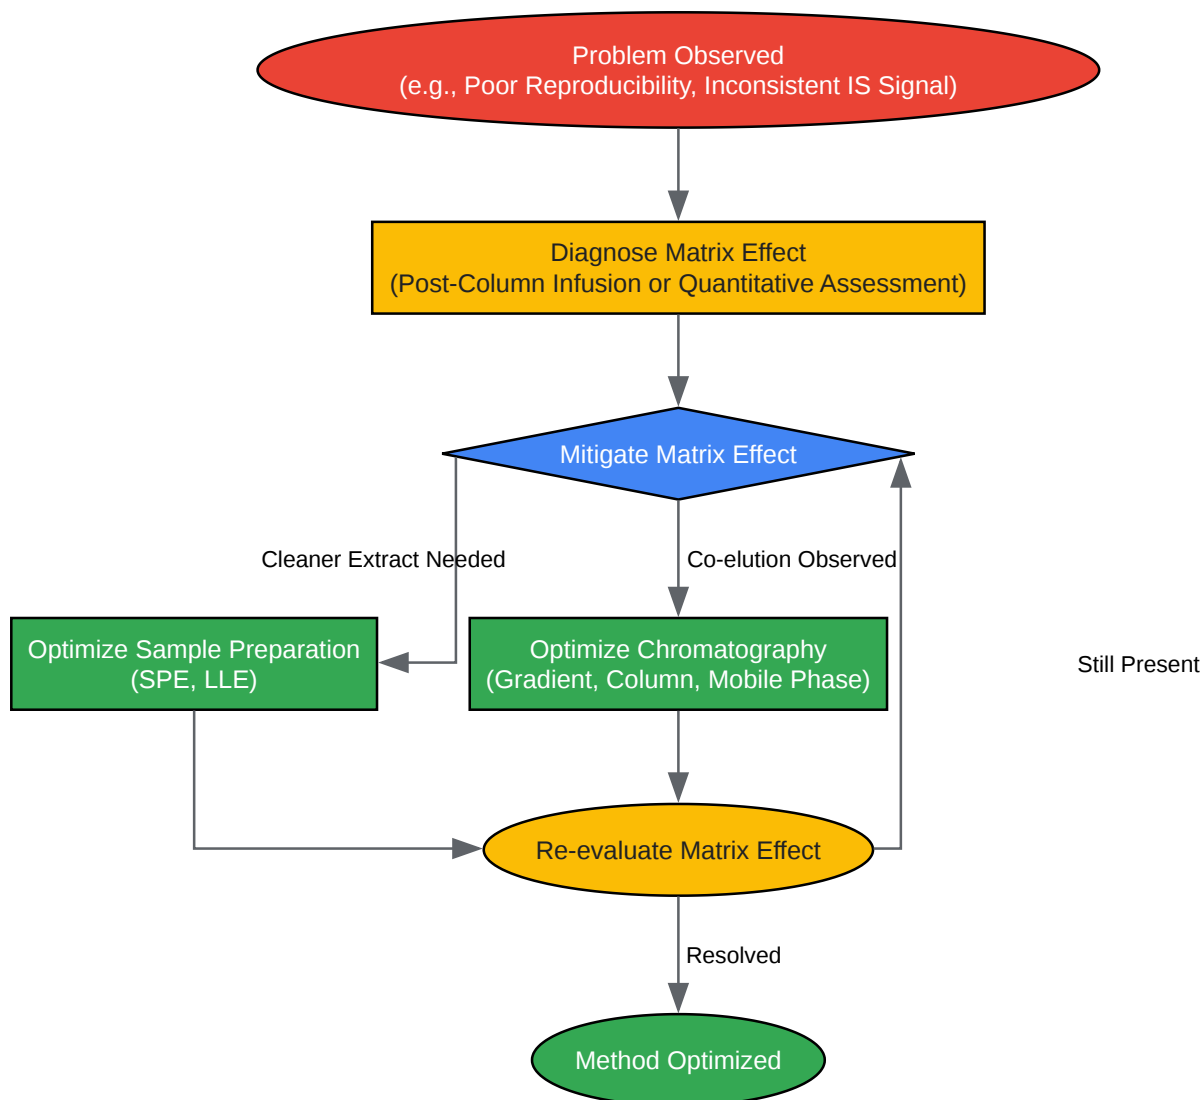 Problem Observed
(e.g., Poor Reproducibility, Inconsistent IS Signal)
Diagnose Matrix Effect
(Post-Column Infusion or Quantitative Assessment)
Mitigate Matrix Effect
Cleaner Extract Needed
Co-elution Observed
Optimize Sample Preparation
(SPE, LLE)
Optimize Chromatography
(Gradient, Column, Mobile Phase)
Still Present
Re-evaluate Matrix Effect
Resolved
Method Optimized